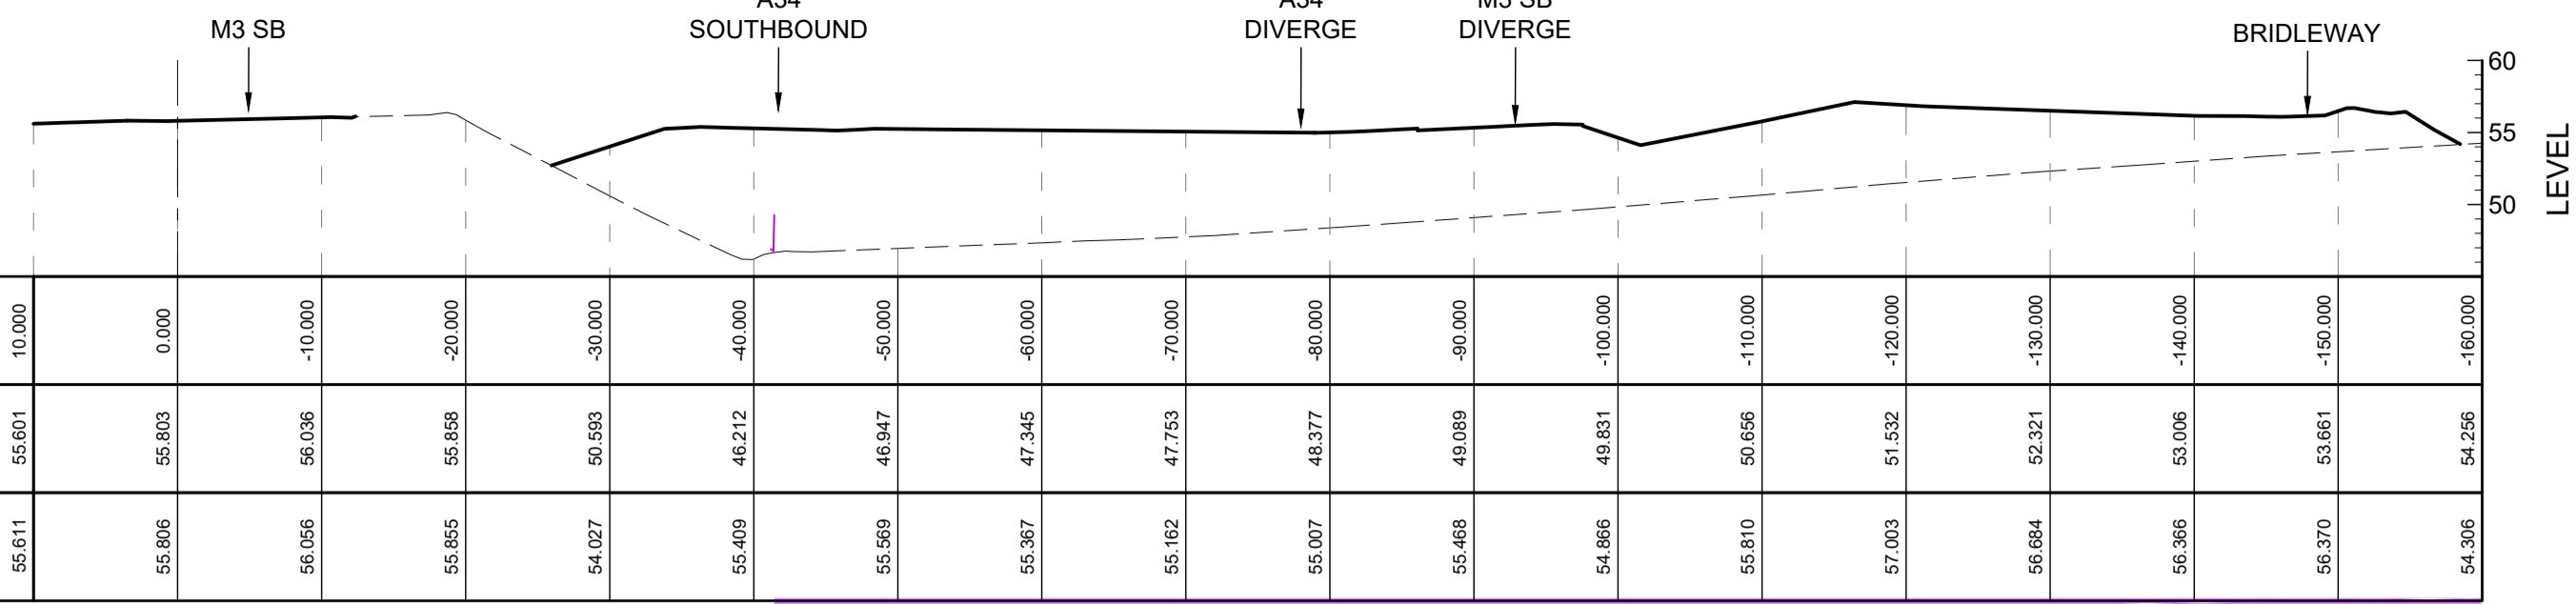 A34
A34
M3 SB
M3 SB
SOUTHBOUND
DIVERGE
DIVERGE
BRIDLEWAY
60
55
50
LEVEL
10.000 0.000 -10.000 -20.000 -30.000 -40.000 -50.000 -60.000 -70.000 -80.000 -90.000 -100.000 -110.000 -120.000 -130.000 -140.000 -150.000 -160.000
55.601 55.803 56.036 55.858 50.593 46.212 46.947 47.345 47.753 48.377 49.089 49.831 50.656 51.532 52.321 53.006 53.661 54.256
55.611 55.806 56.056 55.855 54.027 55.409 55.569 55.367 55.162 55.007 55.468 54.866 55.810 57.003 56.684 56.366 56.370 54.306